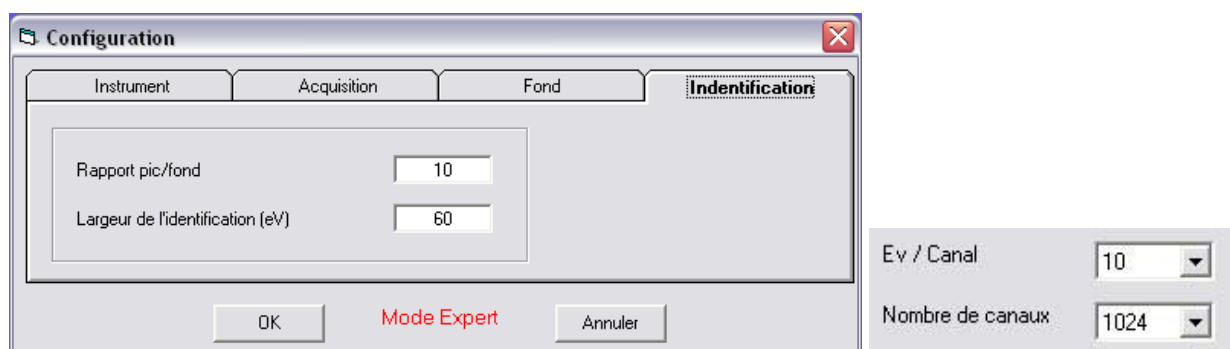 Configuration
Instrument Acquisition Fond Indentification
Rapport pic/fond 10
Largeur de l'identification (eV) 60
OK Mode Expert Annuler
Ev / Canal 10
Nombre de canaux 1024